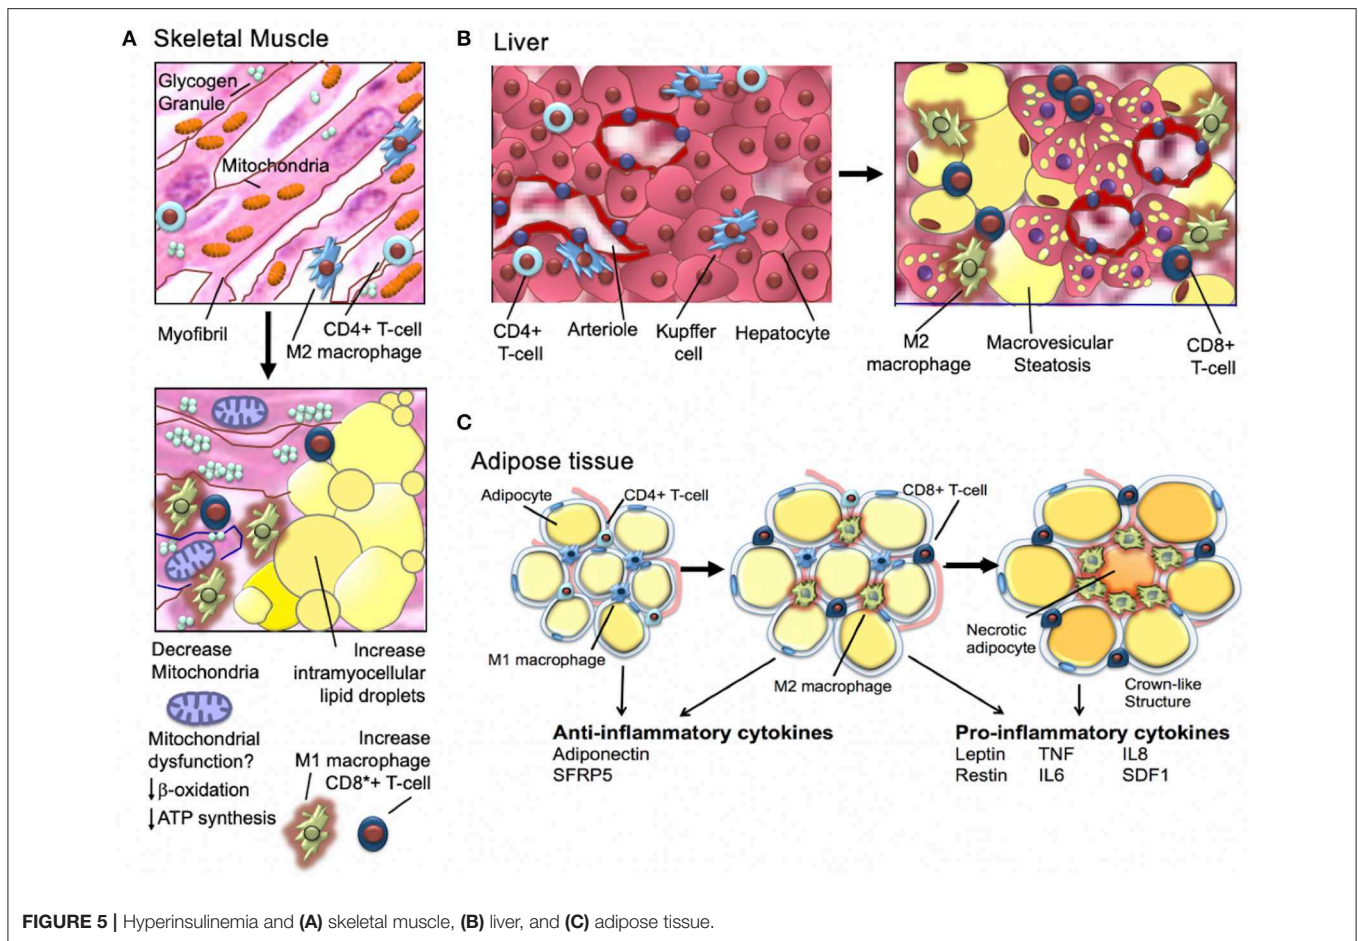 A Skeletal Muscle
Glycogen
Granule
Mitochondria
Myofibril
CD4+ T-cell
M2 macrophage
Decrease
Mitochondria
Increase
intramyocellular
lipid droplets
Mitochondrial
dysfunction?
↓β-oxidation
↓ATP synthesis
Increase
M1 macrophage
CD8*+ T-cell
B Liver
CD4+
T-cell
Arteriole
Kupffer
cell
Hepatocyte
M2
macrophage
Macrovesicular
Steatosis
CD8+
T-cell
C
Adipose tissue
Adipocyte
CD4+ T-cell
M1 macrophage
CD8+ T-cell
M2 macrophage
Necrotic
adipocyte
Crown-like
Structure
Anti-inflammatory cytokines
Adiponectin
SFRP5
Pro-inflammatory cytokines
Leptin TNF IL8
Restin IL6 SDF1
FIGURE 5 | Hyperinsulinemia and (A) skeletal muscle, (B) liver, and (C) adipose tissue.